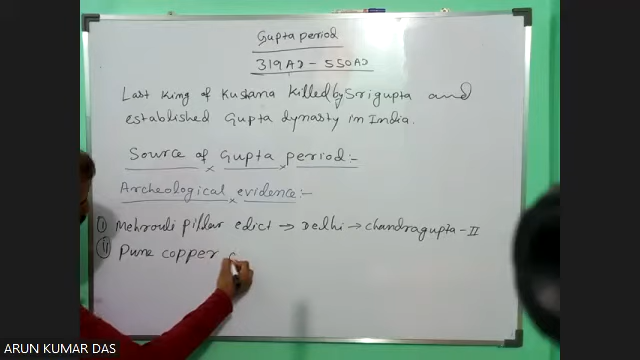 Gupta period
319AD - 550AD
Last King of Kushana killed by Srigupta and
established Gupta dynasty in India.
Source of Gupta period:-
Archeological evidence:-
(I) Mehrouli pillar edict → Delhi → chandragupta-II
(II) Pune copper
ARUN KUMAR DAS